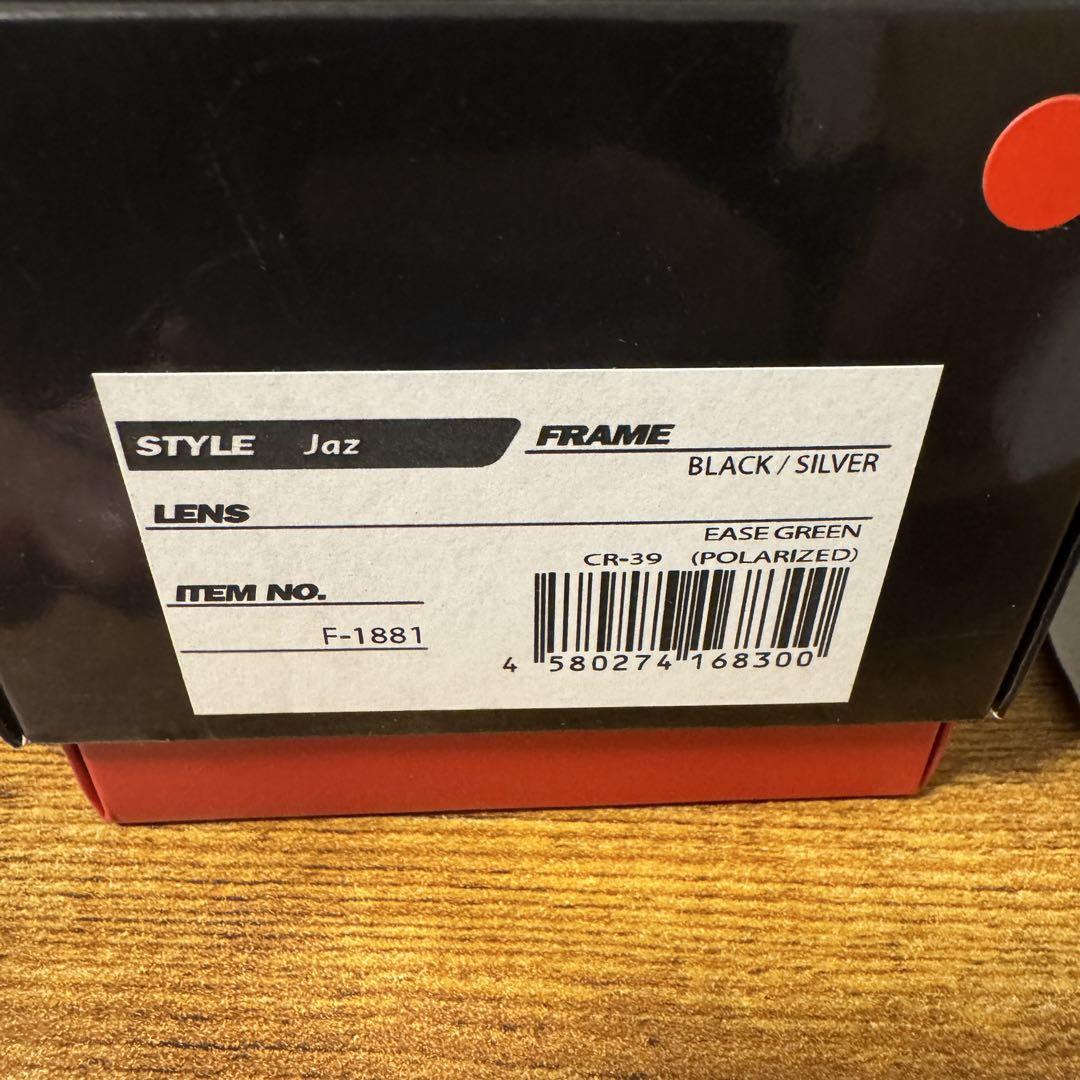 STYLE Jaz
FRAME
BLACK / SILVER
LENS
EASE GREEN
CR-39 (POLARIZED)
ITEM NO.
F-1881
4 580274 168300